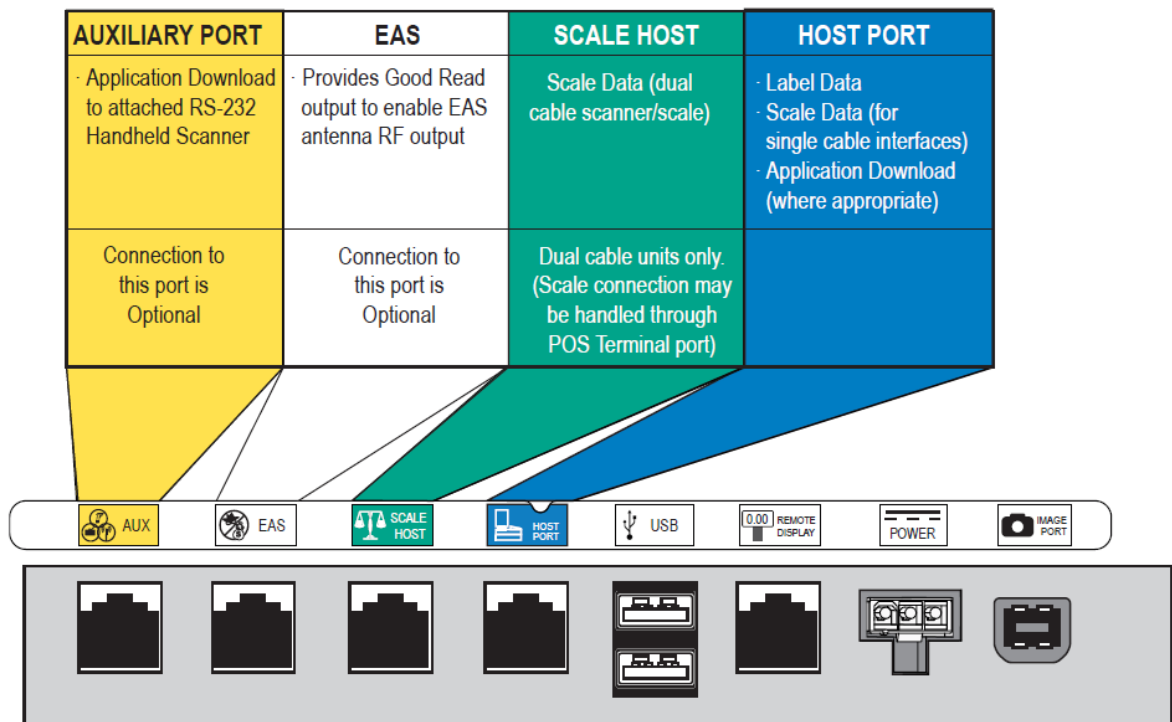 AUXILIARY PORT
· Application Download
to attached RS-232
Handheld Scanner
Connection to
this port is
Optional
EAS
· Provides Good Read
output to enable EAS
antenna RF output
Connection to
this port is
Optional
SCALE HOST
Scale Data (dual
cable scanner/scale)
Dual cable units only.
(Scale connection may
be handled through
POS Terminal port)
HOST PORT
· Label Data
· Scale Data (for
single cable interfaces)
· Application Download
(where appropriate)
AUX
EAS
SCALE
HOST
HOST
PORT
USB
0.00 REMOTE
DISPLAY
POWER
IMAGE
PORT